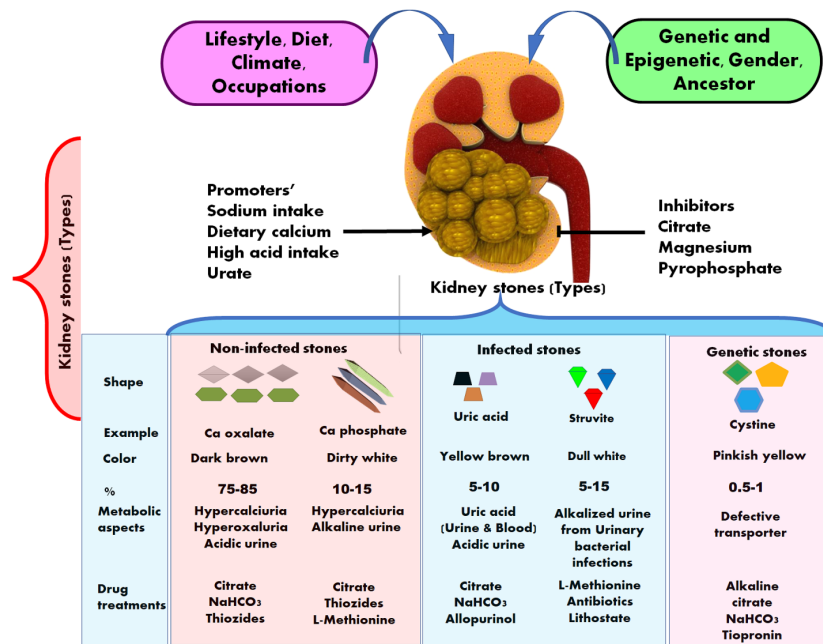 Lifestyle, Diet,
Climate,
Occupations
Genetic and
Epigenetic, Gender,
Ancestor
Kidney stones (Types)
Promoters’
Sodium intake
Dietary calcium
High acid intake
Urate
Inhibitors
Citrate
Magnesium
Pyrophosphate
Kidney stones (Types)
Non-infected stones
Infected stones
Genetic stones
Shape
Example
Ca oxalate
Ca phosphate
Uric acid
Struvite
Cystine
Color
Dark brown
Dirty white
Yellow brown
Dull white
Pinkish yellow
%
75-85
10-15
5-10
5-15
0.5-1
Metabolic
aspects
Hypercalciuria
Hyperoxaluria
Acidic urine
Hypercalciuria
Alkaline urine
Uric acid
(Urine & Blood)
Acidic urine
Alkalized urine
from Urinary
bacterial
infections
Defective
transporter
Drug
treatments
Citrate
NaHCO₃
Thiozides
Citrate
Thiozides
L-Methionine
Citrate
NaHCO₃
Allopurinol
L-Methionine
Antibiotics
Lithostate
Alkaline
citrate
NaHCO₃
Tiopronin